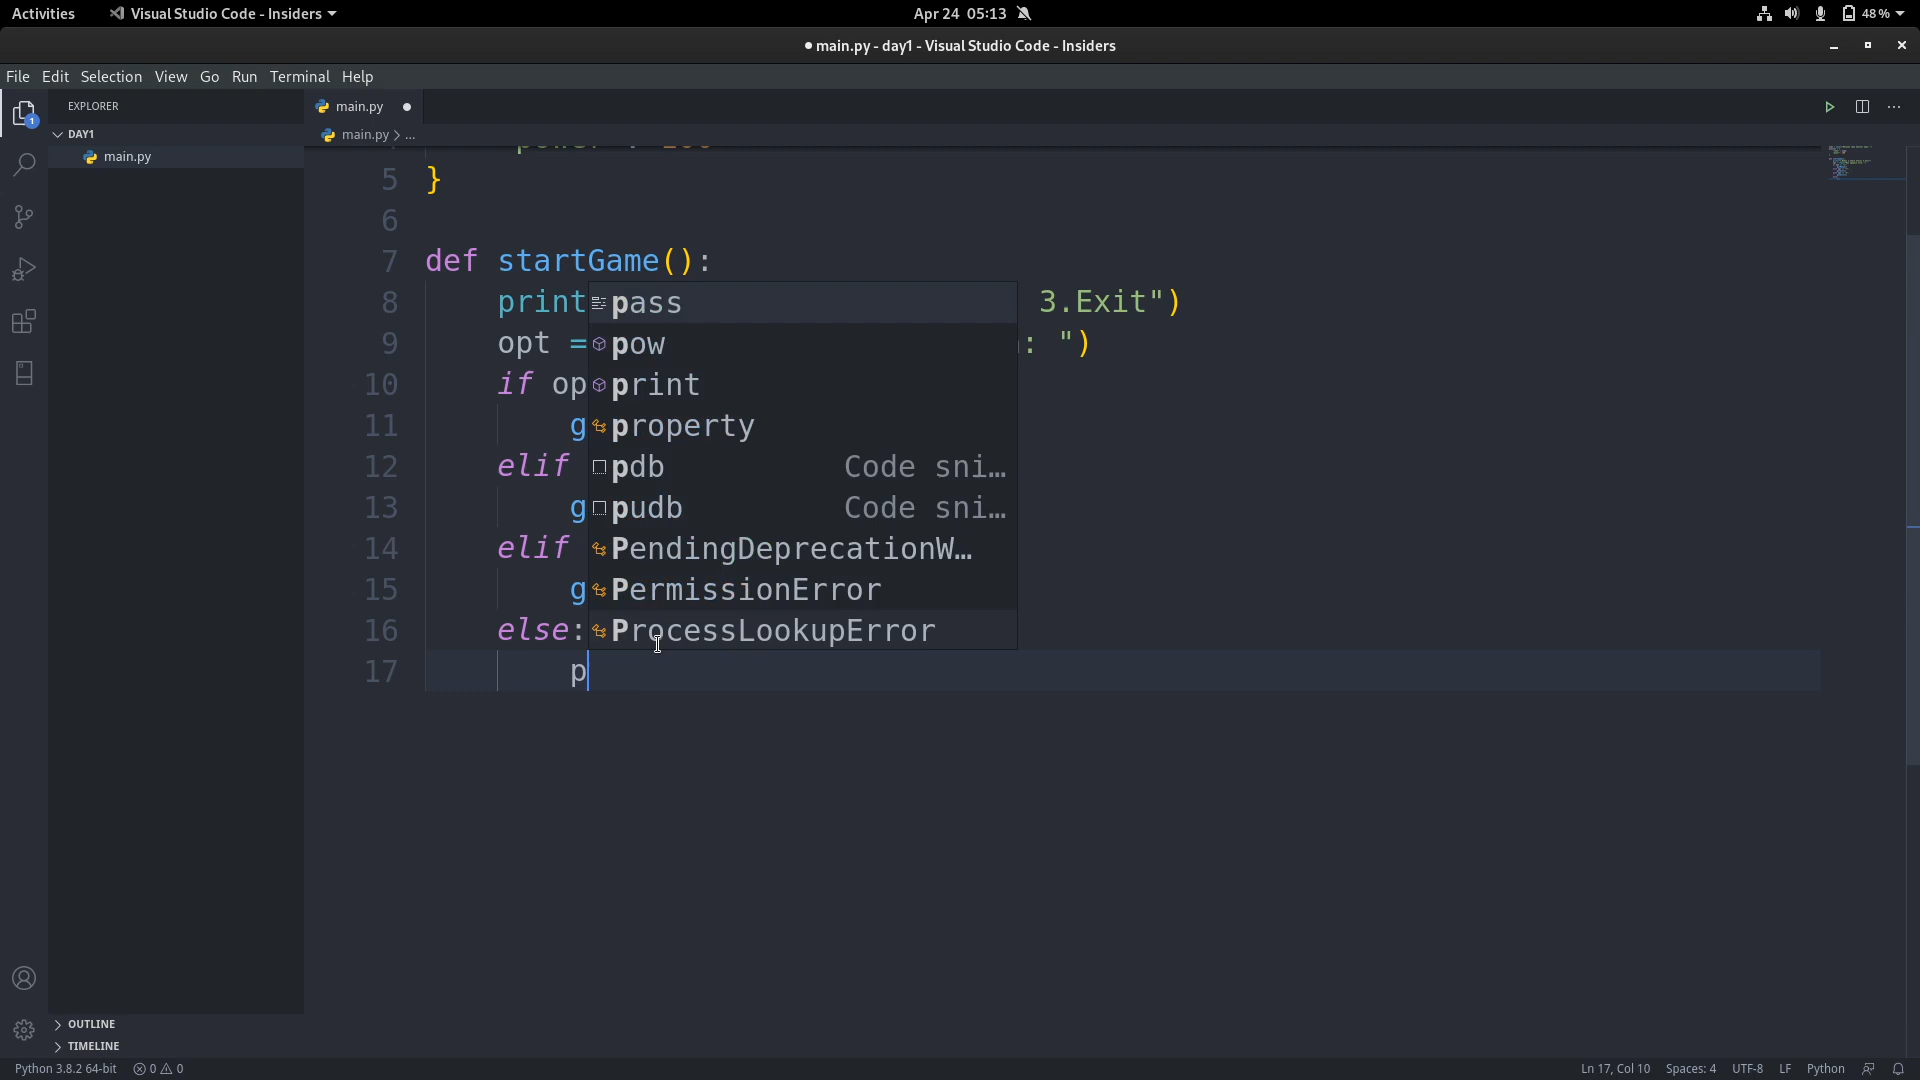 Activities Visual Studio Code - Insiders Apr 24 05:13 48%
● main.py - day1 - Visual Studio Code - Insiders
File Edit Selection View Go Run Terminal Help
EXPLORER main.py
DAY1 main.py > ...
main.py
1
5 }
6
7 def startGame():
8 print 3.Exit")
9 opt = : ")
10 if op
11 g
12 elif
13 g
14 elif
15 g
16 else:
17 p
pass
pow
print
property
pdb Code sni…
pudb Code sni…
PendingDeprecationW…
PermissionError
ProcessLookupError
OUTLINE
TIMELINE
Python 3.8.2 64-bit 0 0 Ln 17, Col 10 Spaces: 4 UTF-8 LF Python